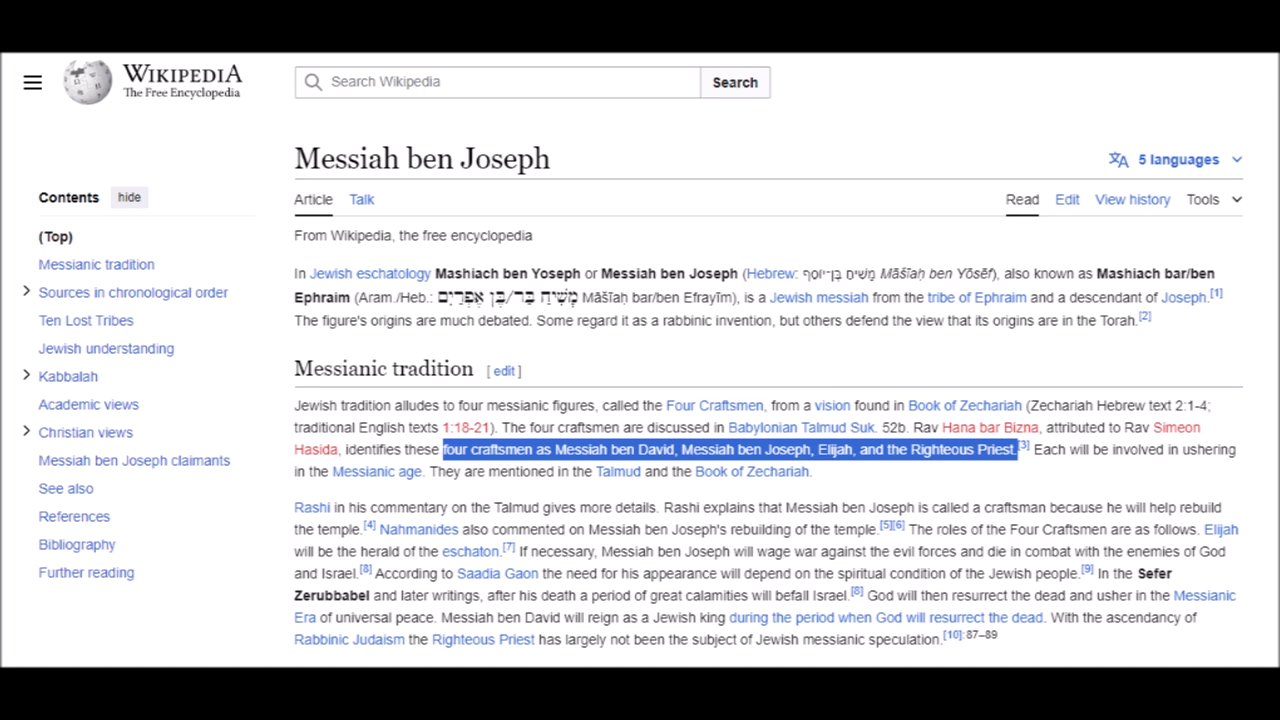 WIKIPEDIA
The Free Encyclopedia
Search Wikipedia
Search
Messiah ben Joseph
5 languages
Contents hide
Article Talk
Read Edit View history Tools
(Top)
Messianic tradition
Sources in chronological order
Ten Lost Tribes
Jewish understanding
Kabbalah
Academic views
Christian views
Messiah ben Joseph claimants
See also
References
Bibliography
Further reading
From Wikipedia, the free encyclopedia
In Jewish eschatology Mashiach ben Yoseph or Messiah ben Joseph (Hebrew: מָשִׁיחַ בֶּן־יוֹסֵף Māšīaḥ ben Yōsēf), also known as Mashiach bar/ben
Ephraim (Aram./Heb.: מָשִׁיחַ בַּר/בֶּן אֶפְרַיִם Māšīaḥ bar/ben Efrayīm), is a Jewish messiah from the tribe of Ephraim and a descendant of Joseph.[1]
The figure's origins are much debated. Some regard it as a rabbinic invention, but others defend the view that its origins are in the Torah.[2]
Messianic tradition [ edit ]
Jewish tradition alludes to four messianic figures, called the Four Craftsmen, from a vision found in Book of Zechariah (Zechariah Hebrew text 2:1-4;
traditional English texts 1:18-21). The four craftsmen are discussed in Babylonian Talmud Suk. 52b. Rav Hana bar Bizna, attributed to Rav Simeon
Hasida, identifies these four craftsmen as Messiah ben David, Messiah ben Joseph, Elijah, and the Righteous Priest.[3] Each will be involved in ushering
in the Messianic age. They are mentioned in the Talmud and the Book of Zechariah.
Rashi in his commentary on the Talmud gives more details. Rashi explains that Messiah ben Joseph is called a craftsman because he will help rebuild
the temple.[4] Nahmanides also commented on Messiah ben Joseph's rebuilding of the temple.[5][6] The roles of the Four Craftsmen are as follows. Elijah
will be the herald of the eschaton.[7] If necessary, Messiah ben Joseph will wage war against the evil forces and die in combat with the enemies of God
and Israel.[8] According to Saadia Gaon the need for his appearance will depend on the spiritual condition of the Jewish people.[9] In the Sefer
Zerubbabel and later writings, after his death a period of great calamities will befall Israel.[8] God will then resurrect the dead and usher in the Messianic
Era of universal peace. Messiah ben David will reign as a Jewish king during the period when God will resurrect the dead. With the ascendancy of
Rabbinic Judaism the Righteous Priest has largely not been the subject of Jewish messianic speculation.[10]: 87–89